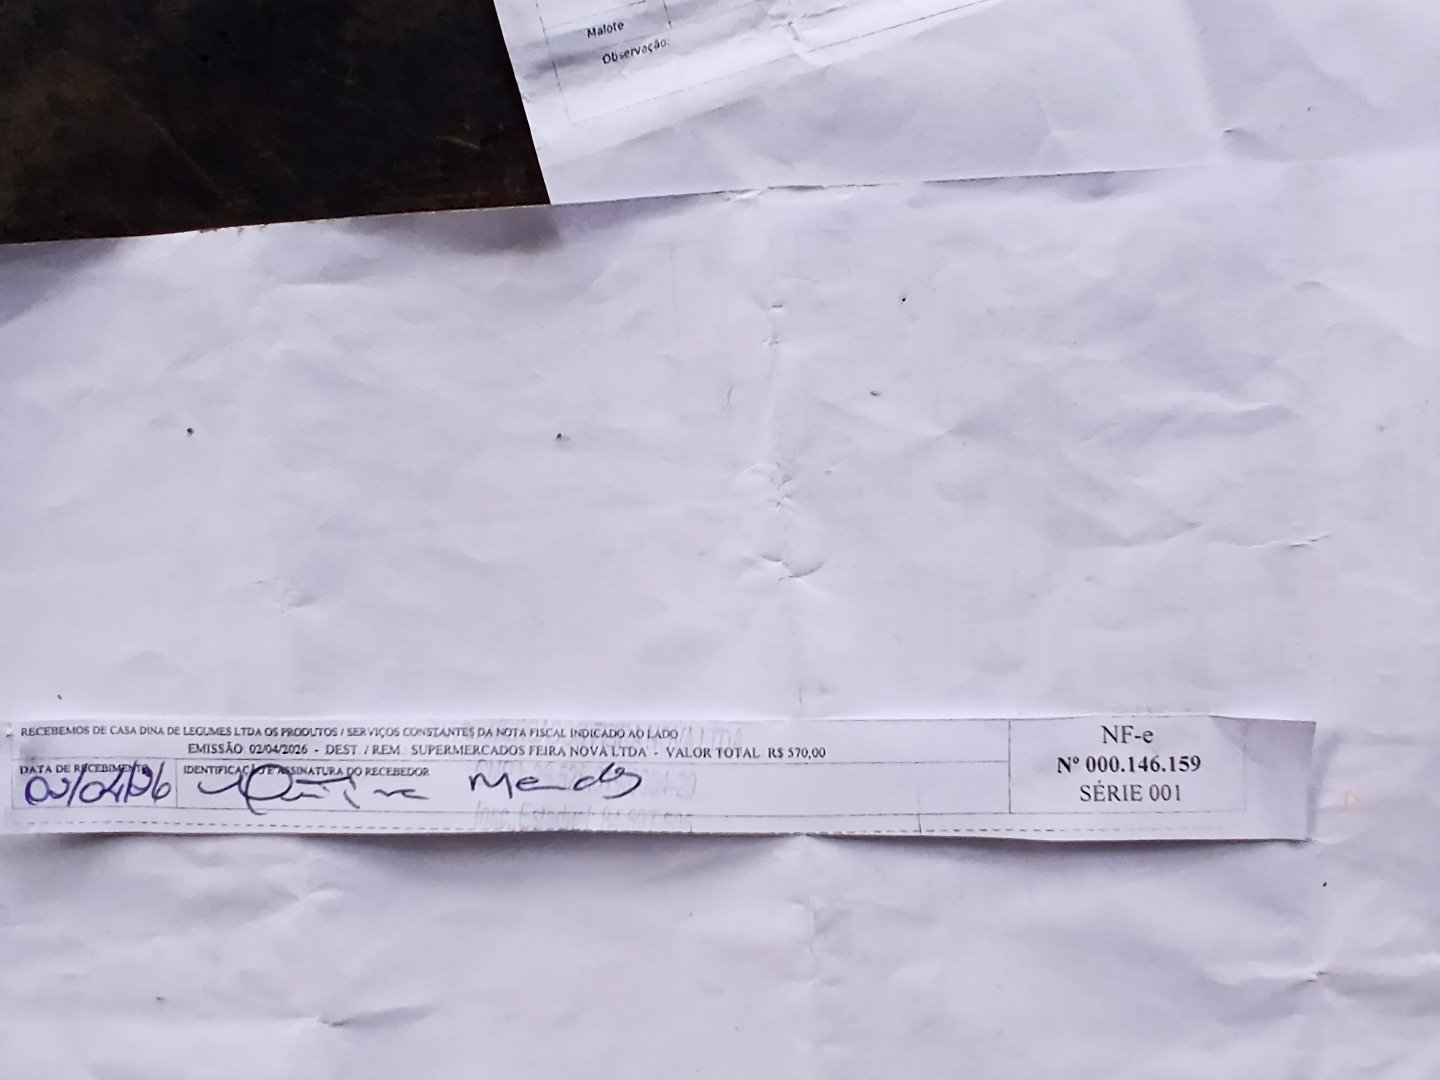 Malote
Observação:
RECEBEMOS DE CASA DINA DE LEGUMES LTDA OS PRODUTOS / SERVIÇOS CONSTANTES DA NOTA FISCAL INDICADO AO LADO
EMISSÃO: 02/04/2026 - DEST. / REM.: SUPERMERCADOS FEIRA NOVA LTDA - VALOR TOTAL: R$ 570,00
DATA DE RECEBIMENTO
IDENTIFICAÇÃO E ASSINATURA DO RECEBEDOR
Mends
NF-e
Nº 000.146.159
SÉRIE 001